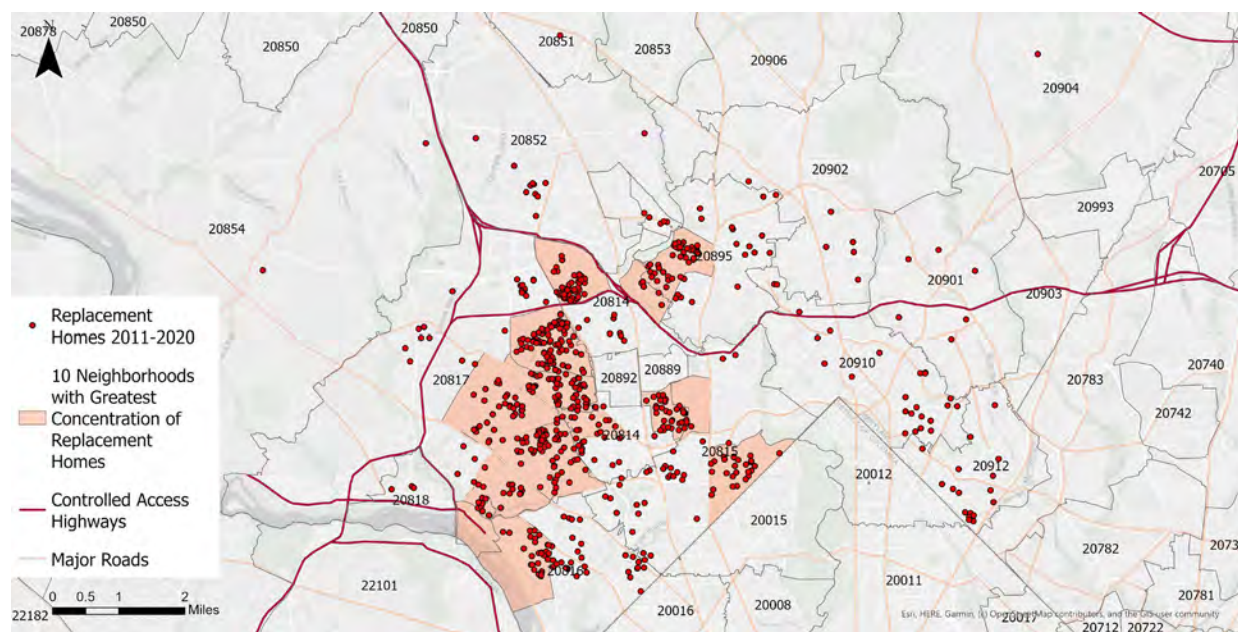 20850
20850
20878
N
20850
20851
20853
20906
20904
20852
20902
20705
20993
20854
20895
20901
20903
20814
20910
20817
20892
20889
20783
20740
20742
20814
20815
20012
20912
20818
20015
20782
20816
22101
20011
20781
20016
20008
22182
20017
20712
20722
Replacement
Homes 2011-2020
10 Neighborhoods
with Greatest
Concentration of
Replacement
Homes
Controlled Access
Highways
Major Roads
0 0.5 1 2
Miles
Esri, HERE, Garmin, (c) OpenStreetMap contributors, and the GIS user community